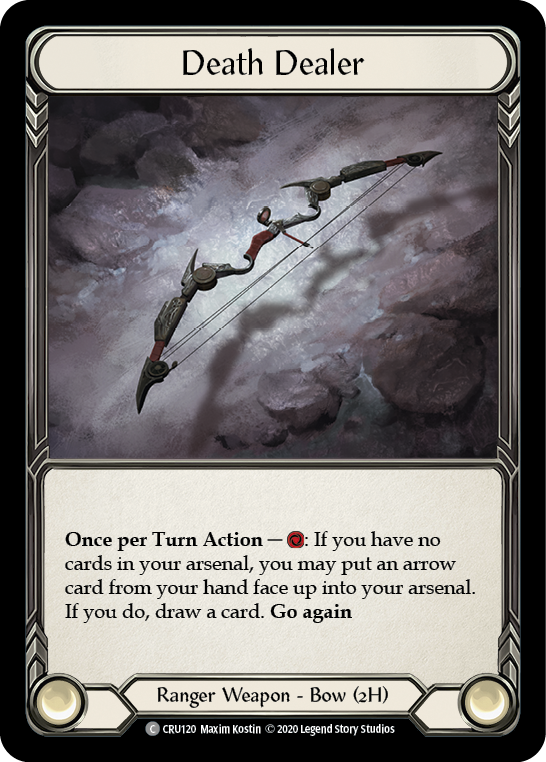 Death Dealer
Once per Turn Action — : If you have no
cards in your arsenal, you may put an arrow
card from your hand face up into your arsenal.
If you do, draw a card. Go again
Ranger Weapon - Bow (2H)
C CRU120 Maxim Kostin © 2020 Legend Story Studios